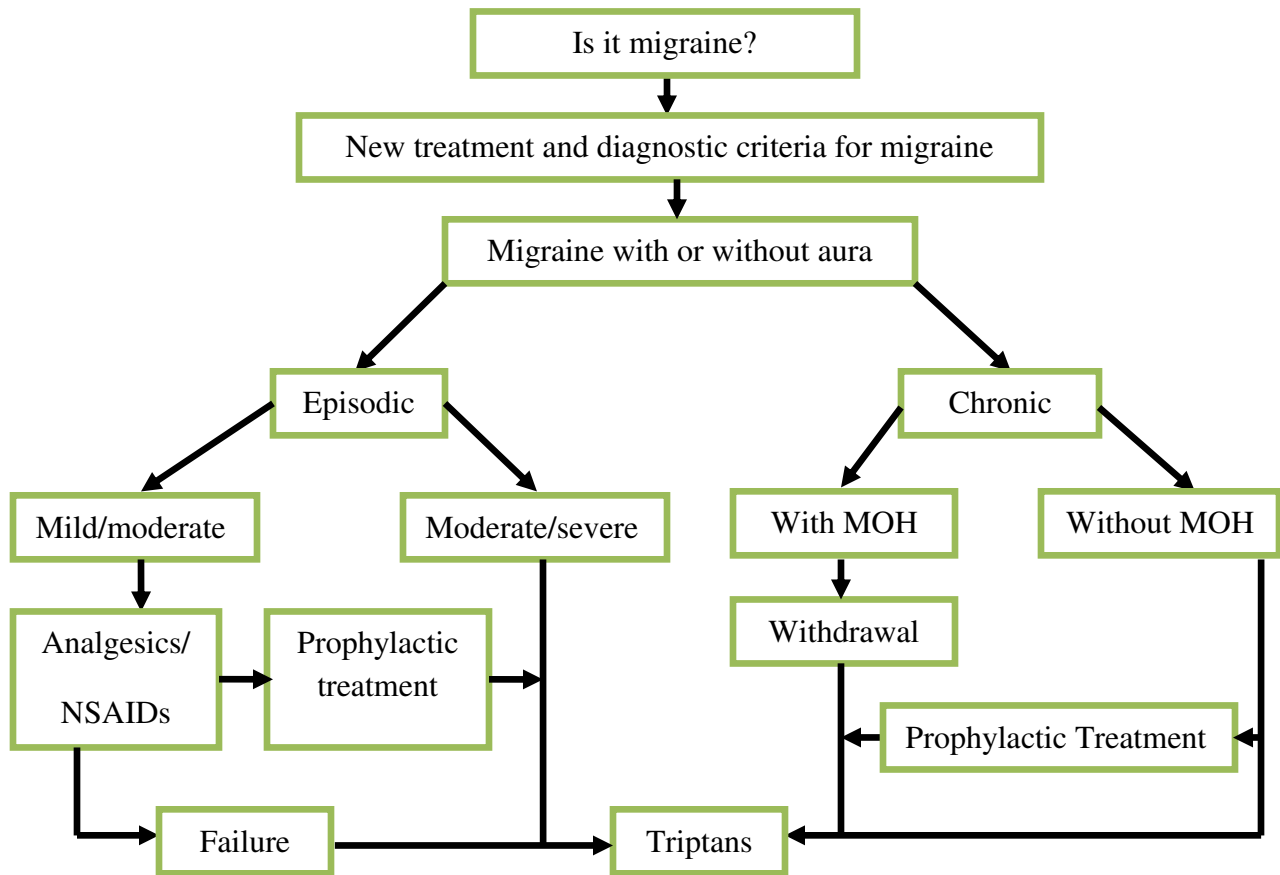 Is it migraine?
New treatment and diagnostic criteria for migraine
Migraine with or without aura
Episodic
Chronic
Mild/moderate
Moderate/severe
With MOH
Without MOH
Analgesics/
NSAIDs
Prophylactic
treatment
Withdrawal
Prophylactic Treatment
Failure
Triptans